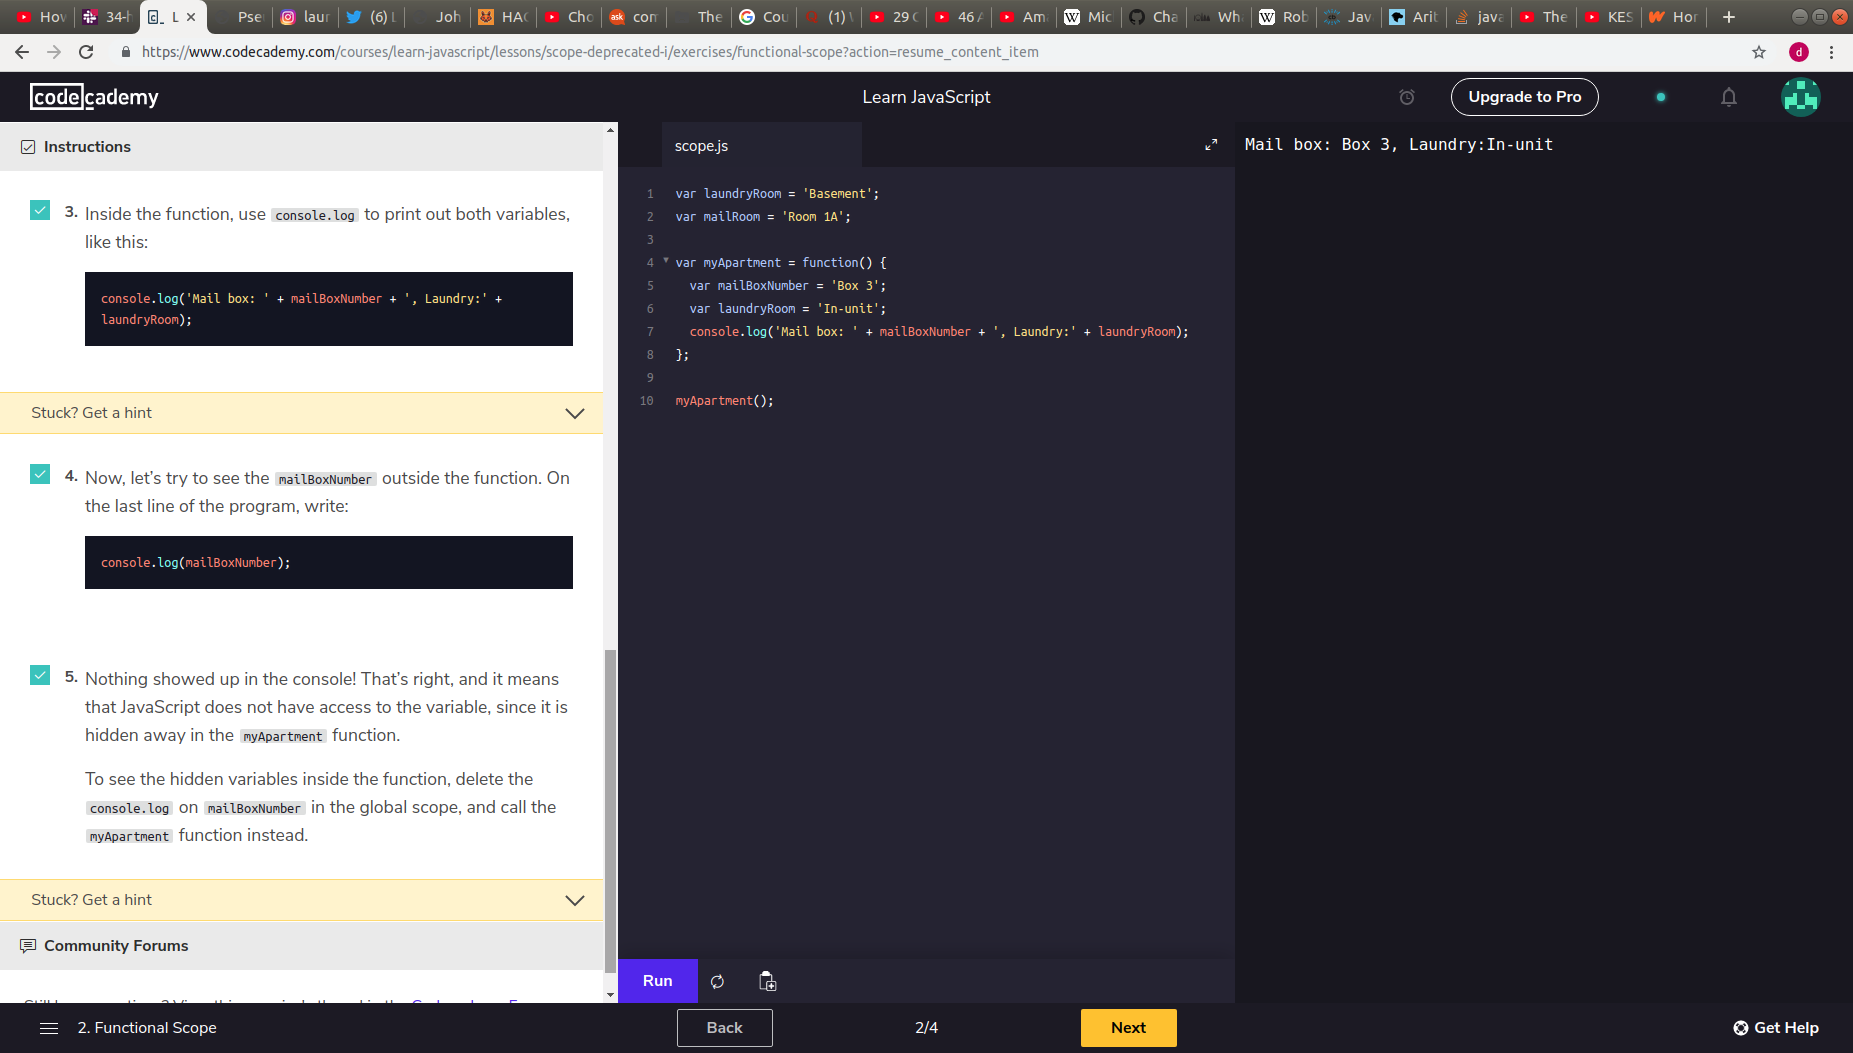 How
34-h
L
Pse
laur
(6) L
Joh
HAC
Cho
ask
com
The
Cou
(1)
29
46
Am
W Mic
Cha
Wh
W Rob
Jav
Arit
java
The
KES
Hor
https://www.codecademy.com/courses/learn-javascript/lessons/scope-deprecated-i/exercises/functional-scope?action=resume_content_item
d
codecademy
Learn JavaScript
Upgrade to Pro
Instructions
3. Inside the function, use console.log to print out both variables,
like this:
console.log('Mail box: ' + mailBoxNumber + ', Laundry:' +
laundryRoom);
Stuck? Get a hint
4. Now, let's try to see the mailBoxNumber outside the function. On
the last line of the program, write:
console.log(mailBoxNumber);
5. Nothing showed up in the console! That's right, and it means
that JavaScript does not have access to the variable, since it is
hidden away in the myApartment function.
To see the hidden variables inside the function, delete the
console.log on mailBoxNumber in the global scope, and call the
myApartment function instead.
Stuck? Get a hint
Community Forums
scope.js
1 var laundryRoom = 'Basement';
2 var mailRoom = 'Room 1A';
3
4 var myApartment = function() {
5 var mailBoxNumber = 'Box 3';
6 var laundryRoom = 'In-unit';
7 console.log('Mail box: ' + mailBoxNumber + ', Laundry:' + laundryRoom);
8 };
9
10 myApartment();
Run
Mail box: Box 3, Laundry:In-unit
2. Functional Scope
Back
2/4
Next
Get Help